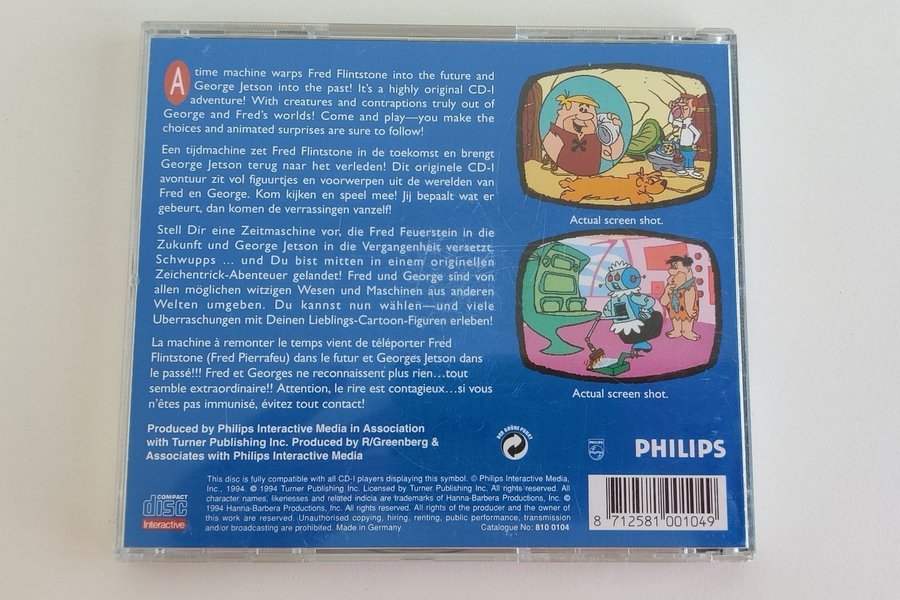 A time machine warps Fred Flintstone into the future and
George Jetson into the past! It's a highly original CD-I
adventure! With creatures and contraptions truly out of
George and Fred's worlds! Come and play—you make the
choices and animated surprises are sure to follow!
Een tijdmachine zet Fred Flintstone in de toekomst en brengt
George Jetson terug naar het verleden! Dit originele CD-I
avontuur zit vol figuurtjes en voorwerpen uit de werelden van
Fred en George. Kom kijken en speel mee! Jij bepaalt wat er
gebeurt, dan komen de verrassingen vanzelf!
Stell Dir eine Zeitmaschine vor, die Fred Feuerstein in die
Zukunft und George Jetson in die Vergangenheit versetzt.
Schwupps ... und Du bist mitten in einem originellen
Zeichentrick-Abenteuer gelandet! Fred und George sind von
allen möglichen witzigen Wesen und Maschinen aus anderen
Welten umgeben. Du kannst nun wählen—und viele
Uberraschungen mit Deinen Lieblings-Cartoon-Figuren erleben!
La machine à remonter le temps vient de téléporter Fred
Flintstone (Fred Pierrafeu) dans le futur et Georges Jetson dans
le passé!!! Fred et Georges ne reconnaissent plus rien...tout
semble extraordinaire!! Attention, le rire est contagieux...si vous
n'êtes pas immunisé, évitez tout contact!
Actual screen shot.
Actual screen shot.
Produced by Philips Interactive Media in Association
with Turner Publishing Inc. Produced by R/Greenberg &
Associates with Philips Interactive Media
DER GRÜNE PUNKT
PHILIPS
PHILIPS
COMPACT
disc
Interactive
This disc is fully compatible with all CD-I players displaying this symbol. © Philips Interactive Media,
Inc., 1994. ℗ 1994 Turner Publishing Inc. Licensed by Turner Publishing Inc. All rights reserved. All
character names, likenesses and related indicia are trademarks of Hanna-Barbera Productions, Inc. ©
1994 Hanna-Barbera Productions, Inc. All rights reserved. All rights of the producer and the owner of
this work are reserved. Unauthorised copying, hiring, renting, public performance, transmission
and/or broadcasting are prohibited. Made in Germany. Catalogue No: 810 0104
8 712581 001049